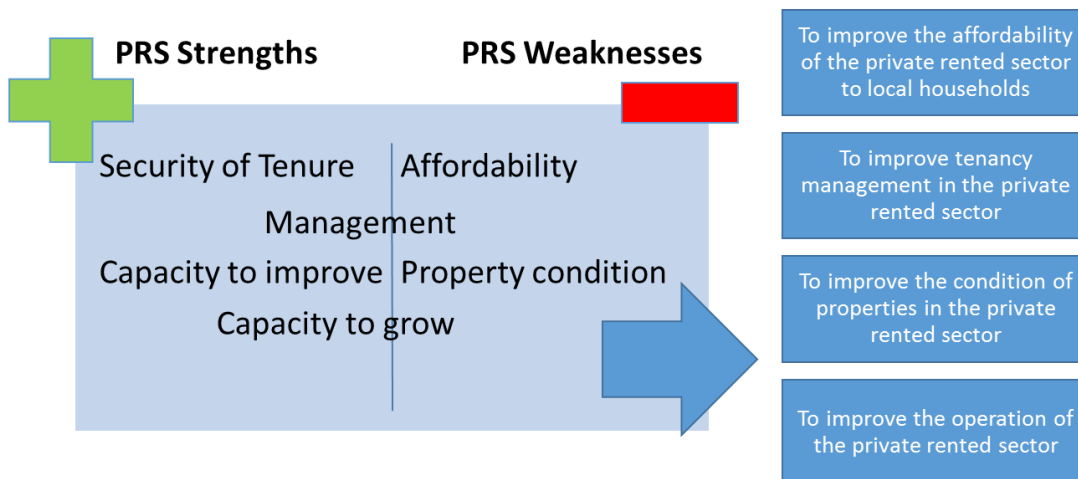 PRS Strengths
PRS Weaknesses
Security of Tenure
Affordability
Management
Capacity to improve
Property condition
Capacity to grow
To improve the affordability
of the private rented sector
to local households
To improve tenancy
management in the private
rented sector
To improve the condition of
properties in the private
rented sector
To improve the operation of
the private rented sector